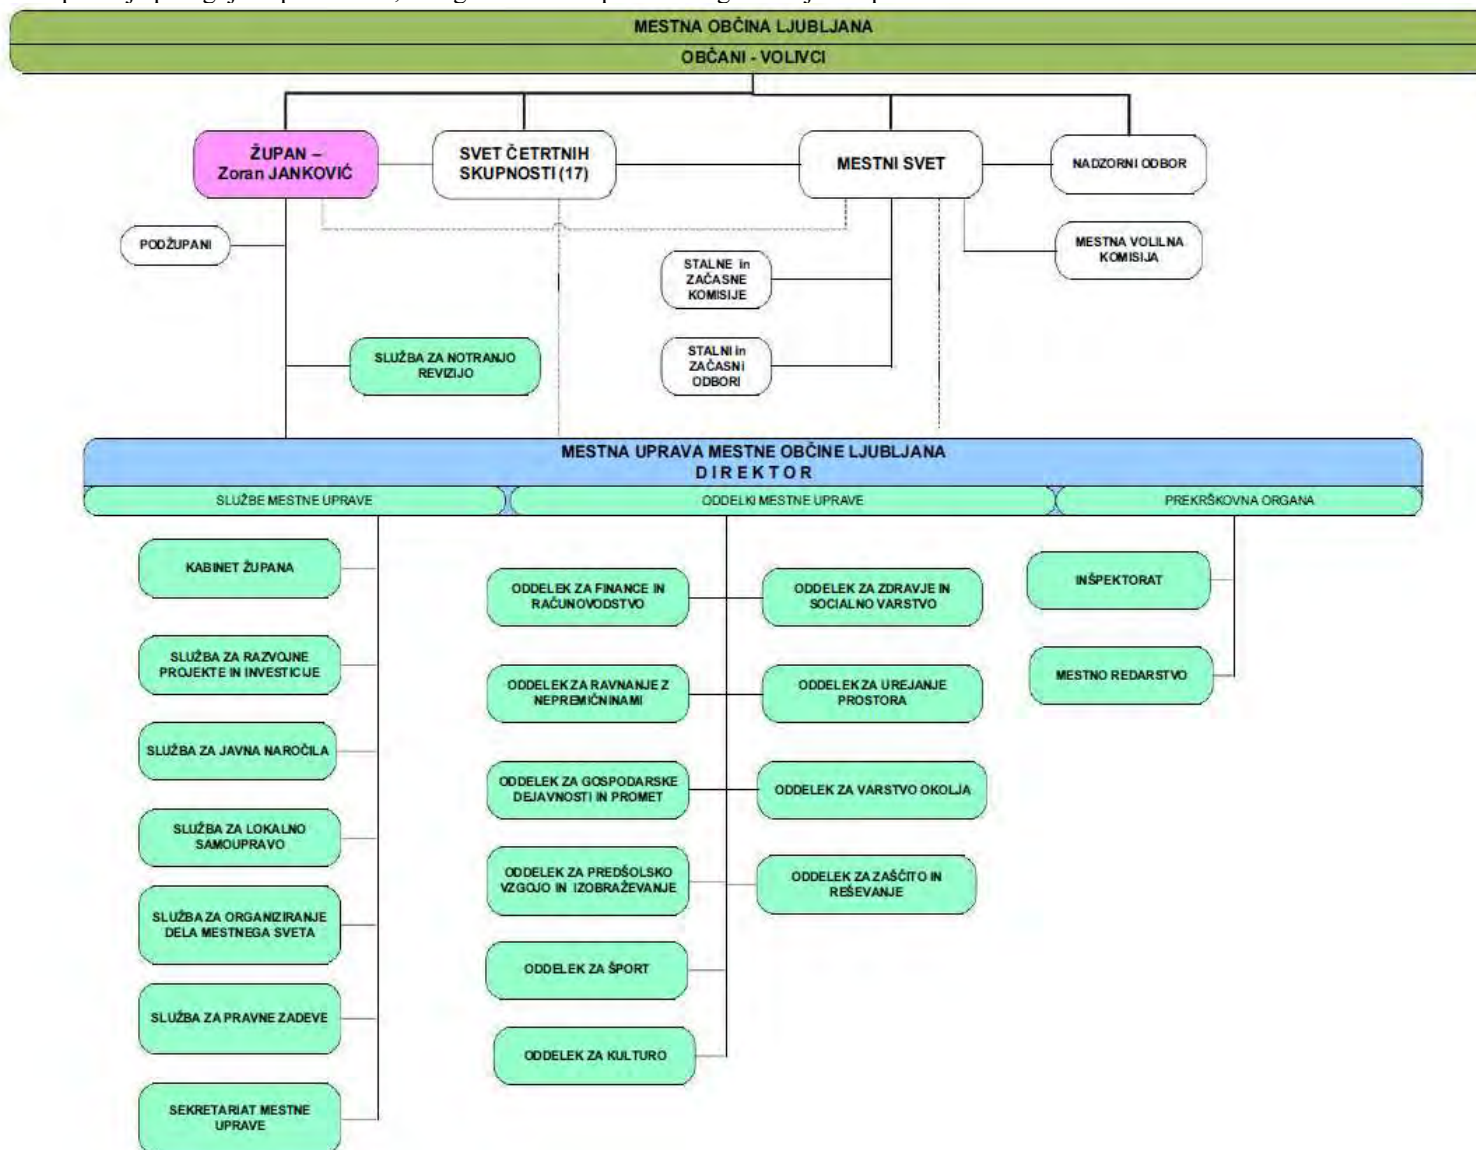 MESTNA OBČINA LJUBLJANA
OBČANI - VOLIVCI
ŽUPAN –
Zoran JANKOVIĆ
SVET ČETRTNIH
SKUPNOSTI (17)
MESTNI SVET
NADZORNI ODBOR
PODŽUPANI
MESTNA VOLILNA
KOMISIJA
STALNE in
ZAČASNE
KOMISIJE
SLUŽBA ZA NOTRANJO
REVIZIJO
STALNI in
ZAČASNI
ODBORI
MESTNA UPRAVA MESTNE OBČINE LJUBLJANA
D I R E K T O R
SLUŽBE MESTNE UPRAVE
ODDELKI MESTNE UPRAVE
PREKRŠKOVNA ORGANA
KABINET ŽUPANA
SLUŽBA ZA RAZVOJNE
PROJEKTE IN INVESTICIJE
SLUŽBA ZA JAVNA NAROČILA
SLUŽBA ZA LOKALNO
SAMOUPRAVO
SLUŽBA ZA ORGANIZIRANJE
DELA MESTNEGA SVETA
SLUŽBA ZA PRAVNE ZADEVE
SEKRETARIAT MESTNE
UPRAVE
ODDELEK ZA FINANCE IN
RAČUNOVODSTVO
ODDELEK ZA RAVNANJE Z
NEPREMIČNINAMI
ODDELEK ZA GOSPODARSKE
DEJAVNOSTI IN PROMET
ODDELEK ZA PREDŠOLSKO
VZGOJO IN IZOBRAŽEVANJE
ODDELEK ZA ŠPORT
ODDELEK ZA KULTURO
ODDELEK ZA ZDRAVJE IN
SOCIALNO VARSTVO
ODDELEK ZA UREJANJE
PROSTORA
ODDELEK ZA VARSTVO OKOLJA
ODDELEK ZA ZAŠČITO IN
REŠEVANJE
INŠPEKTORAT
MESTNO REDARSTVO